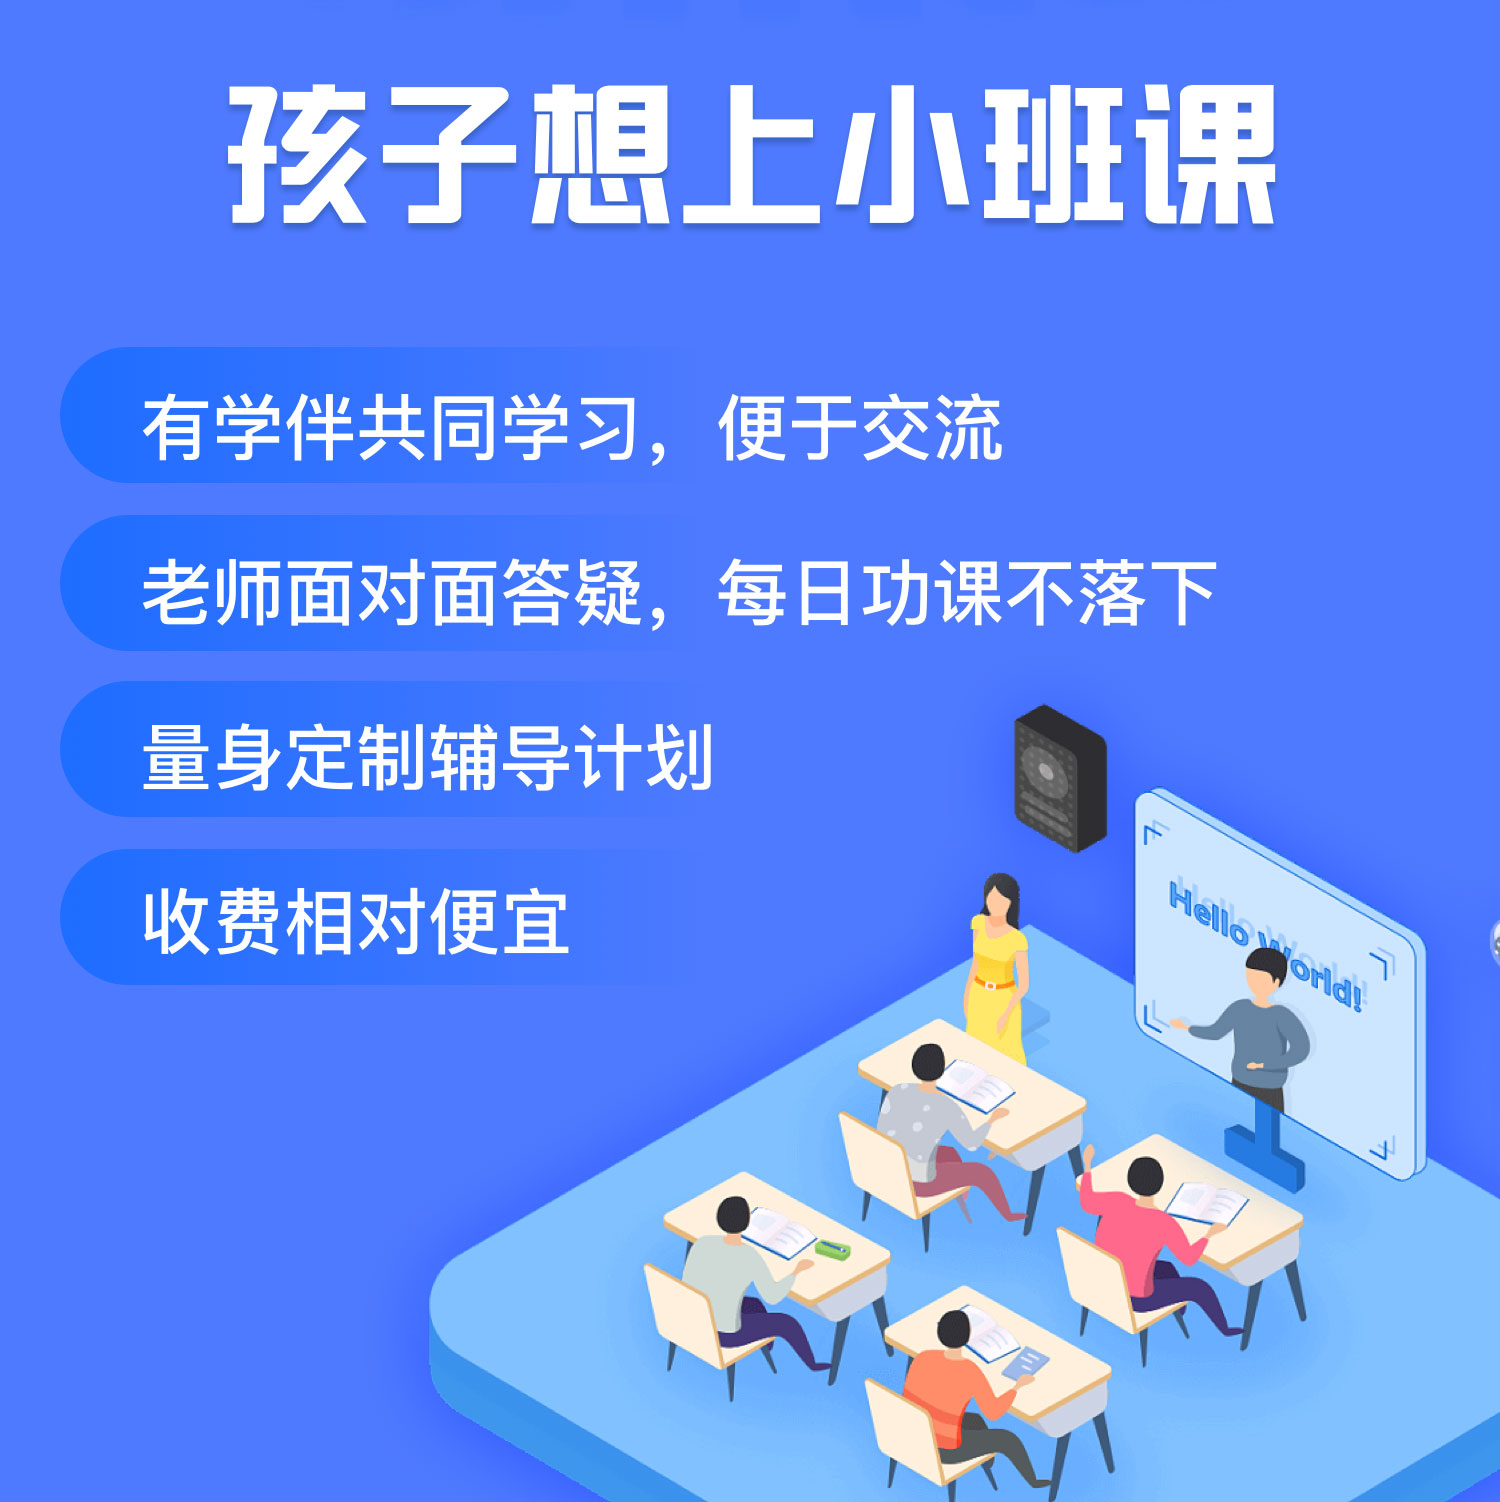 孩子想上小班课
有学伴共同学习，便于交流
老师面对面答疑，每日功课不落下
量身定制辅导计划
收费相对便宜
Hello World!